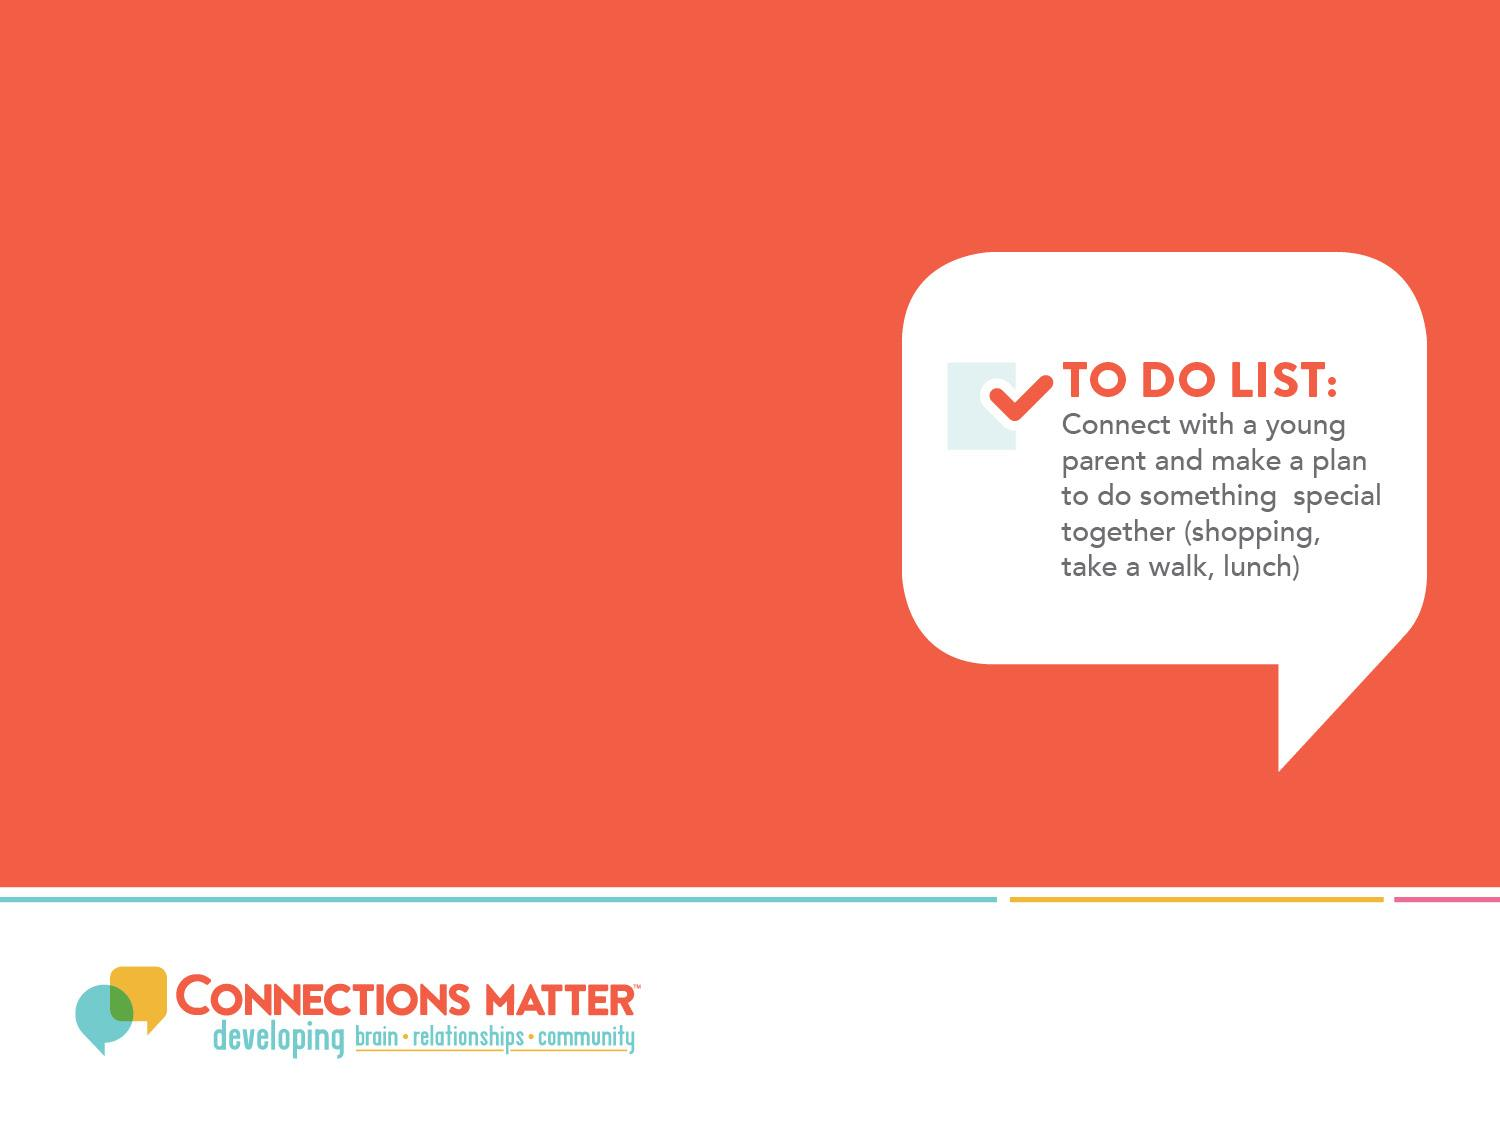 TO DO LIST:
Connect with a young
parent and make a plan
to do something  special
together (shopping,
take a walk, lunch)
CONNECTIONS MATTER™
developing brain • relationships • community